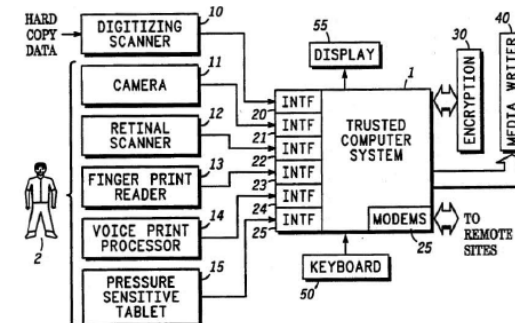 HARD
COPY
DATA
DIGITIZING
SCANNER
10
CAMERA
11
RETINAL
SCANNER
12
FINGER PRINT
READER
13
VOICE PRINT
PROCESSOR
14
PRESSURE
SENSITIVE
TABLET
15
2
INTF
20
INTF
21
INTF
22
INTF
23
INTF
24
INTF
25
DISPLAY
55
1
TRUSTED
COMPUTER
SYSTEM
MODEMS
25
KEYBOARD
50
30
ENCRYPTION
40
MEDIA WRITER
TO
REMOTE
SITES